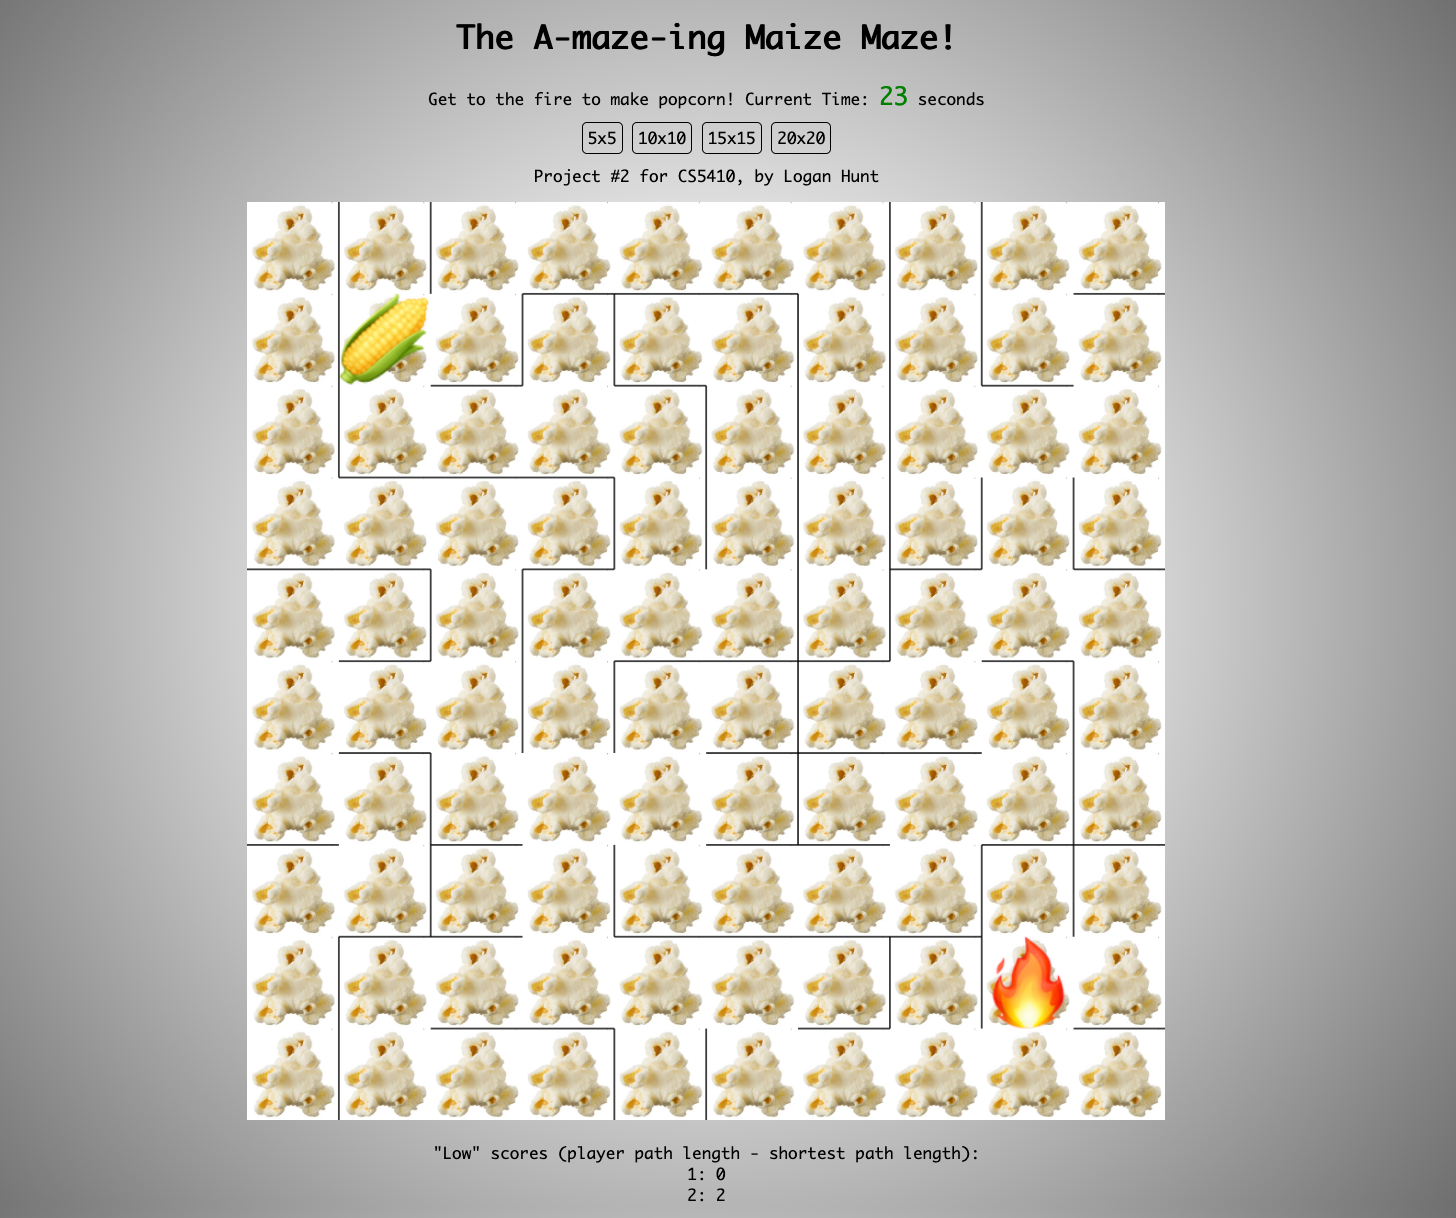 The A-maze-ing Maize Maze!
Get to the fire to make popcorn! Current Time: 23 seconds
5x5 10x10 15x15 20x20
Project #2 for CS5410, by Logan Hunt
"Low" scores (player path length - shortest path length):
1: 0
2: 2